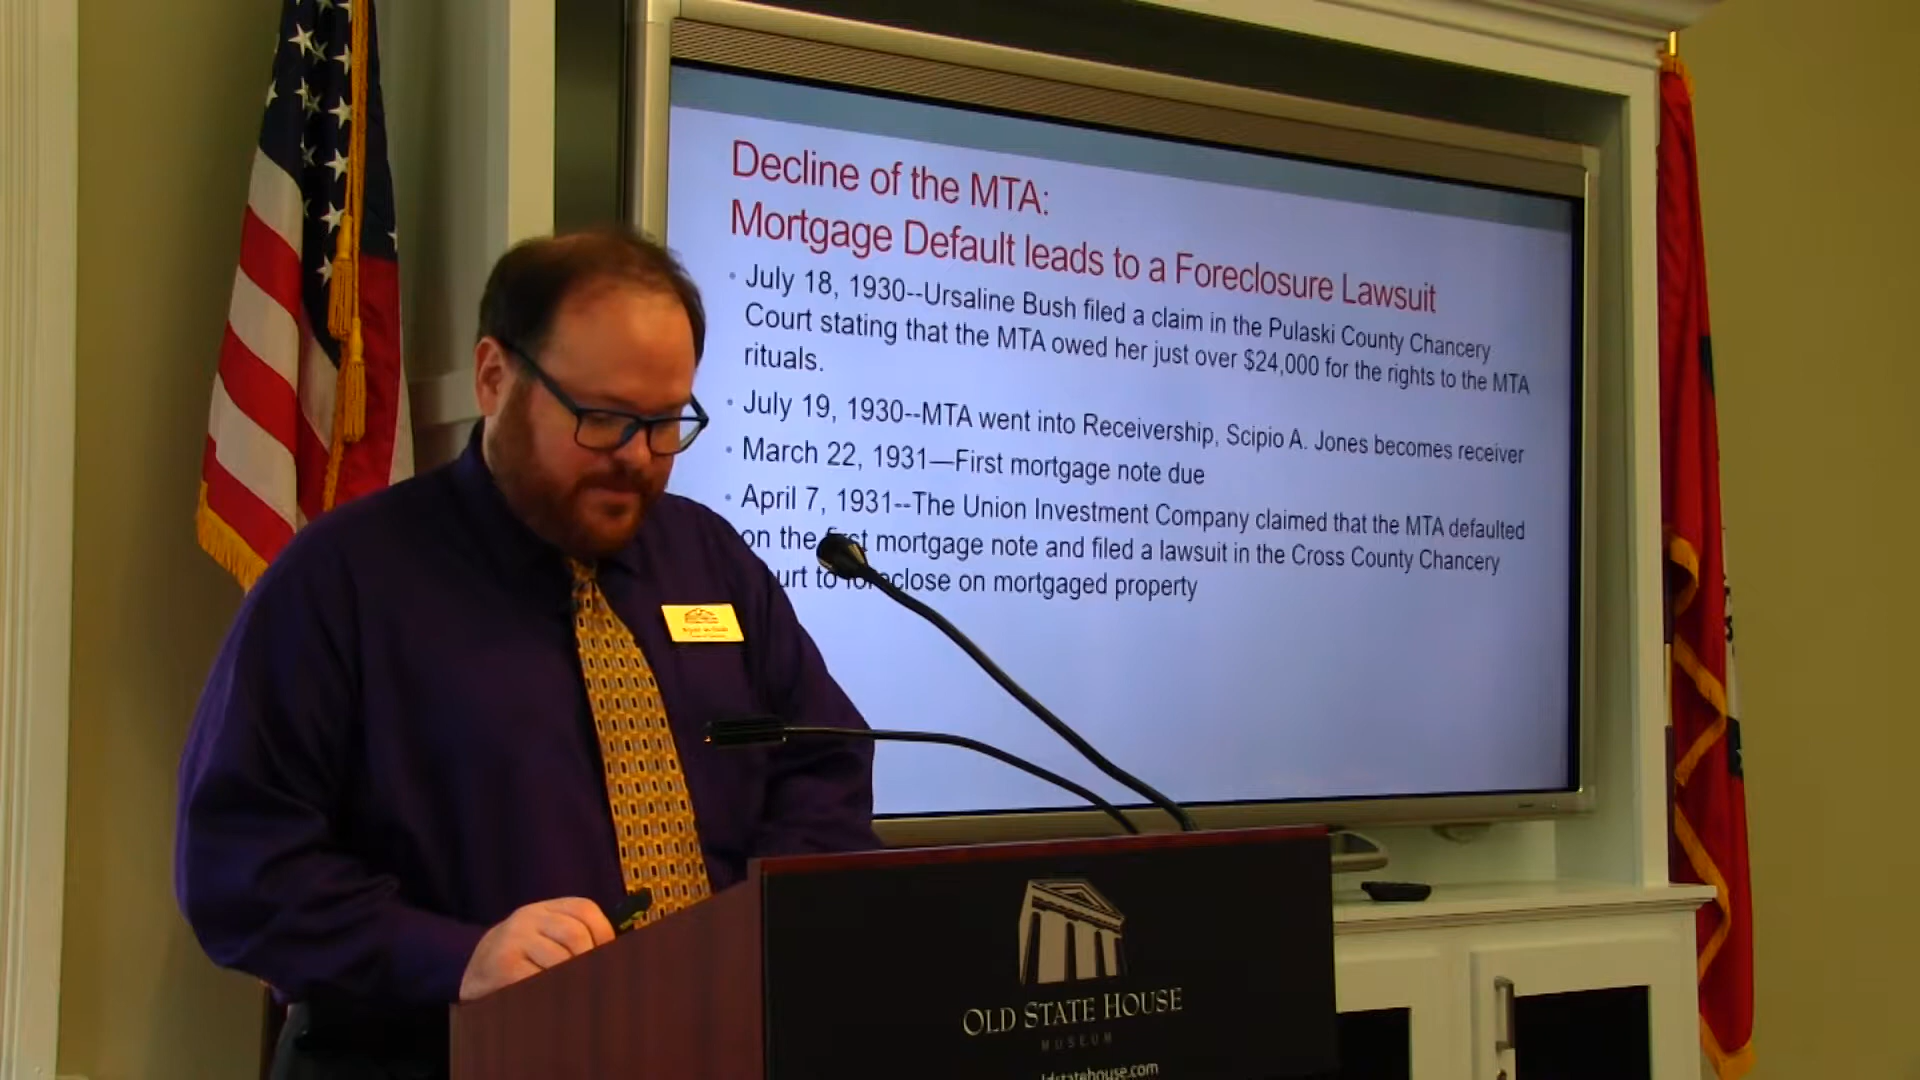 Decline of the MTA:
Mortgage Default leads to a Foreclosure Lawsuit
• July 18, 1930--Ursaline Bush filed a claim in the Pulaski County Chancery
Court stating that the MTA owed her just over $24,000 for the rights to the MTA
rituals.
• July 19, 1930--MTA went into Receivership, Scipio A. Jones becomes receiver
• March 22, 1931—First mortgage note due
• April 7, 1931--The Union Investment Company claimed that the MTA defaulted
on the first mortgage note and filed a lawsuit in the Cross County Chancery
urt to foreclose on mortgaged property
OLD STATE HOUSE
MUSEUM
ldstatehouse.com